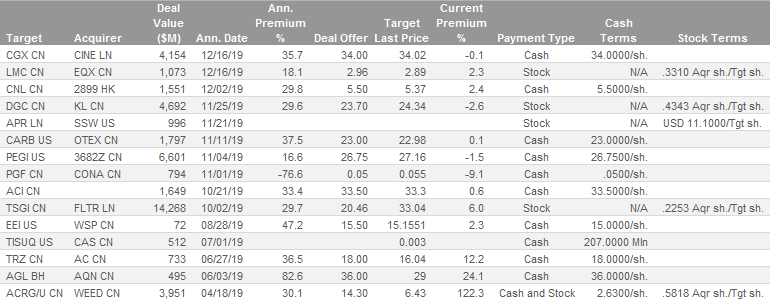 Deal Ann. Current
Value Premium Target Premium Cash
Target Acquirer ($M) Ann. Date % Deal Offer Last Price % Payment Type Terms Stock Terms
CGX CN CINE LN 4,154 12/16/19 35.7 34.00 34.02 -0.1 Cash 34.0000/sh.
LMC CN EQX CN 1,073 12/16/19 18.1 2.96 2.89 2.3 Stock N/A .3310 Aqr sh./Tgt sh.
CNL CN 2899 HK 1,551 12/02/19 29.8 5.50 5.37 2.4 Cash 5.5000/sh.
DGC CN KL CN 4,692 11/25/19 29.6 23.70 24.34 -2.6 Stock N/A .4343 Aqr sh./Tgt sh.
APR LN SSW US 996 11/21/19 Stock N/A USD 11.1000/Tgt sh.
CARB US OTEX CN 1,797 11/11/19 37.5 23.00 22.98 0.1 Cash 23.0000/sh.
PEGI US 3682Z CN 6,601 11/04/19 16.6 26.75 27.16 -1.5 Cash 26.7500/sh.
PGF CN CONA CN 794 11/01/19 -76.6 0.05 0.055 -9.1 Cash .0500/sh.
ACI CN 1,649 10/21/19 33.4 33.50 33.3 0.6 Cash 33.5000/sh.
TSGI CN FLTR LN 14,268 10/02/19 29.7 20.46 33.04 6.0 Stock N/A .2253 Aqr sh./Tgt sh.
EEI US WSP CN 72 08/28/19 47.2 15.50 15.1551 2.3 Cash 15.0000/sh.
TISUQ US CAS CN 512 07/01/19 0.003 Cash 207.0000 Mln
TRZ CN AC CN 733 06/27/19 36.5 18.00 16.04 12.2 Cash 18.0000/sh.
AGL BH AQN CN 495 06/03/19 82.6 36.00 29 24.1 Cash 36.0000/sh.
ACRG/U CN WEED CN 3,951 04/18/19 30.1 14.30 6.43 122.3 Cash and Stock 2.6300/sh. .5818 Aqr sh./Tgt sh.